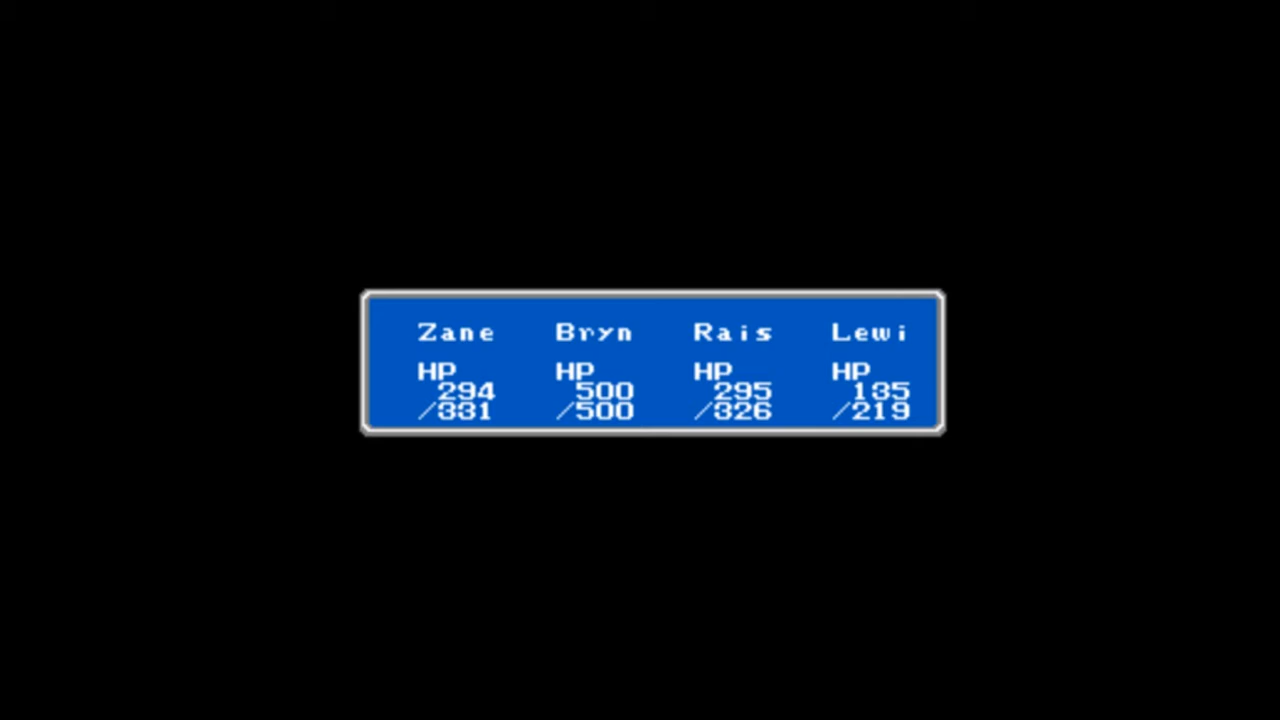 Zane Bryn Rais Lewi
HP HP HP HP
294 500 295 135
/331 /500 /326 /219